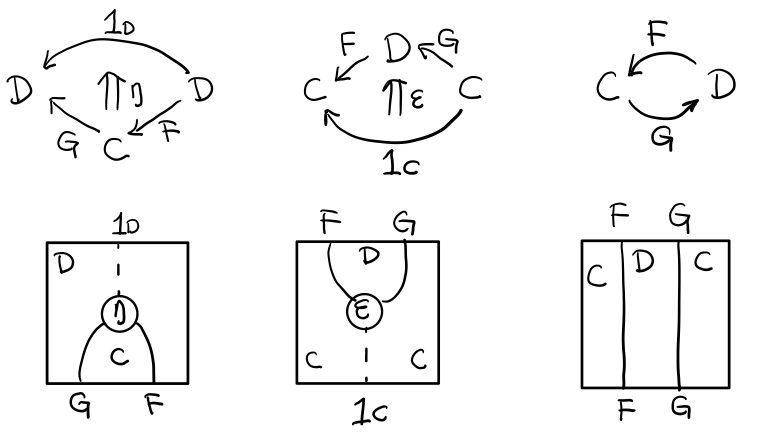 1D
D η D
G C F
F D G
C ε C
1C
F
C D
G
1D
D
η
C
G F
F G
D
ε
C C
1C
F G
C D C
F G